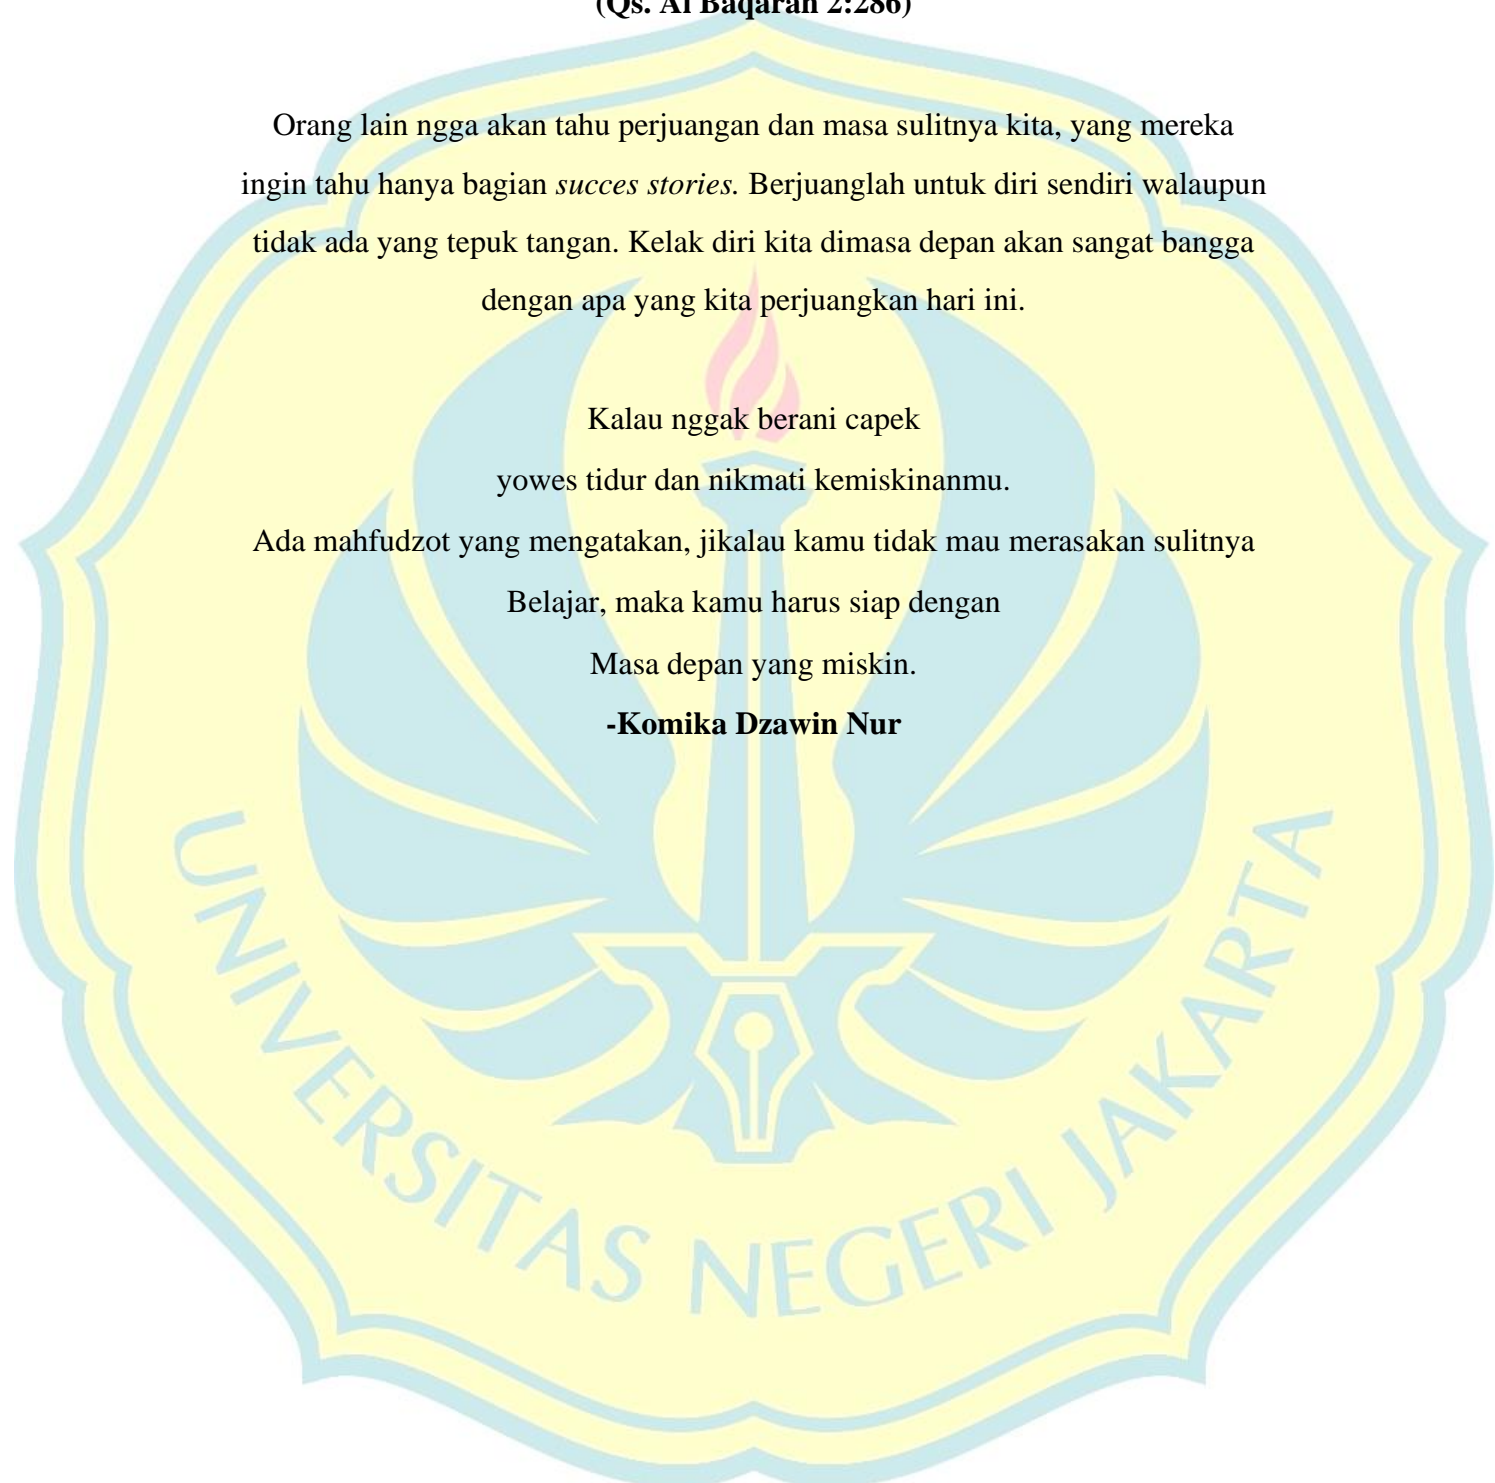 (Qs. Al Baqarah 2:286)
Orang lain ngga akan tahu perjuangan dan masa sulitnya kita, yang mereka
ingin tahu hanya bagian succes stories. Berjuanglah untuk diri sendiri walaupun
tidak ada yang tepuk tangan. Kelak diri kita dimasa depan akan sangat bangga
dengan apa yang kita perjuangkan hari ini.
Kalau nggak berani capek
yowes tidur dan nikmati kemiskinanmu.
Ada mahfudzot yang mengatakan, jikalau kamu tidak mau merasakan sulitnya
Belajar, maka kamu harus siap dengan
Masa depan yang miskin.
-Komika Dzawin Nur
UNIVERSITAS NEGERI JAKARTA